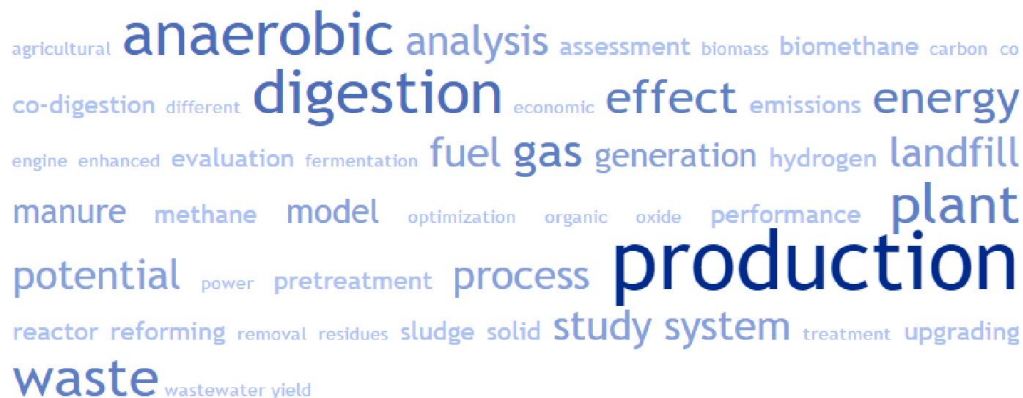 agricultural anaerobic analysis assessment biomass biomethane carbon co
co-digestion different digestion economic effect emissions energy
engine enhanced evaluation fermentation fuel gas generation hydrogen landfill
manure methane model optimization organic oxide performance plant
potential power pretreatment process production
reactor reforming removal residues sludge solid study system treatment upgrading
waste wastewater yield